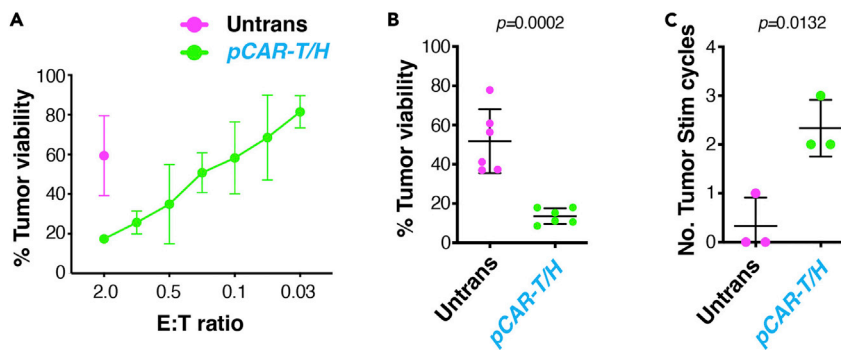 A
Untrans
pCAR-T/H
% Tumor viability
100
80
60
40
20
0
2.0 0.5 0.1 0.03
E:T ratio
B
p=0.0002
% Tumor viability
100
80
60
40
20
0
Untrans
pCAR-T/H
C
p=0.0132
No. Tumor Stim cycles
4
3
2
1
0
Untrans
pCAR-T/H